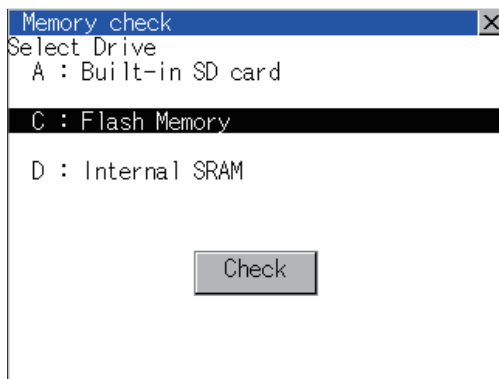 Memory check
Select Drive
A : Built-in SD card
C : Flash Memory
D : Internal SRAM
Check